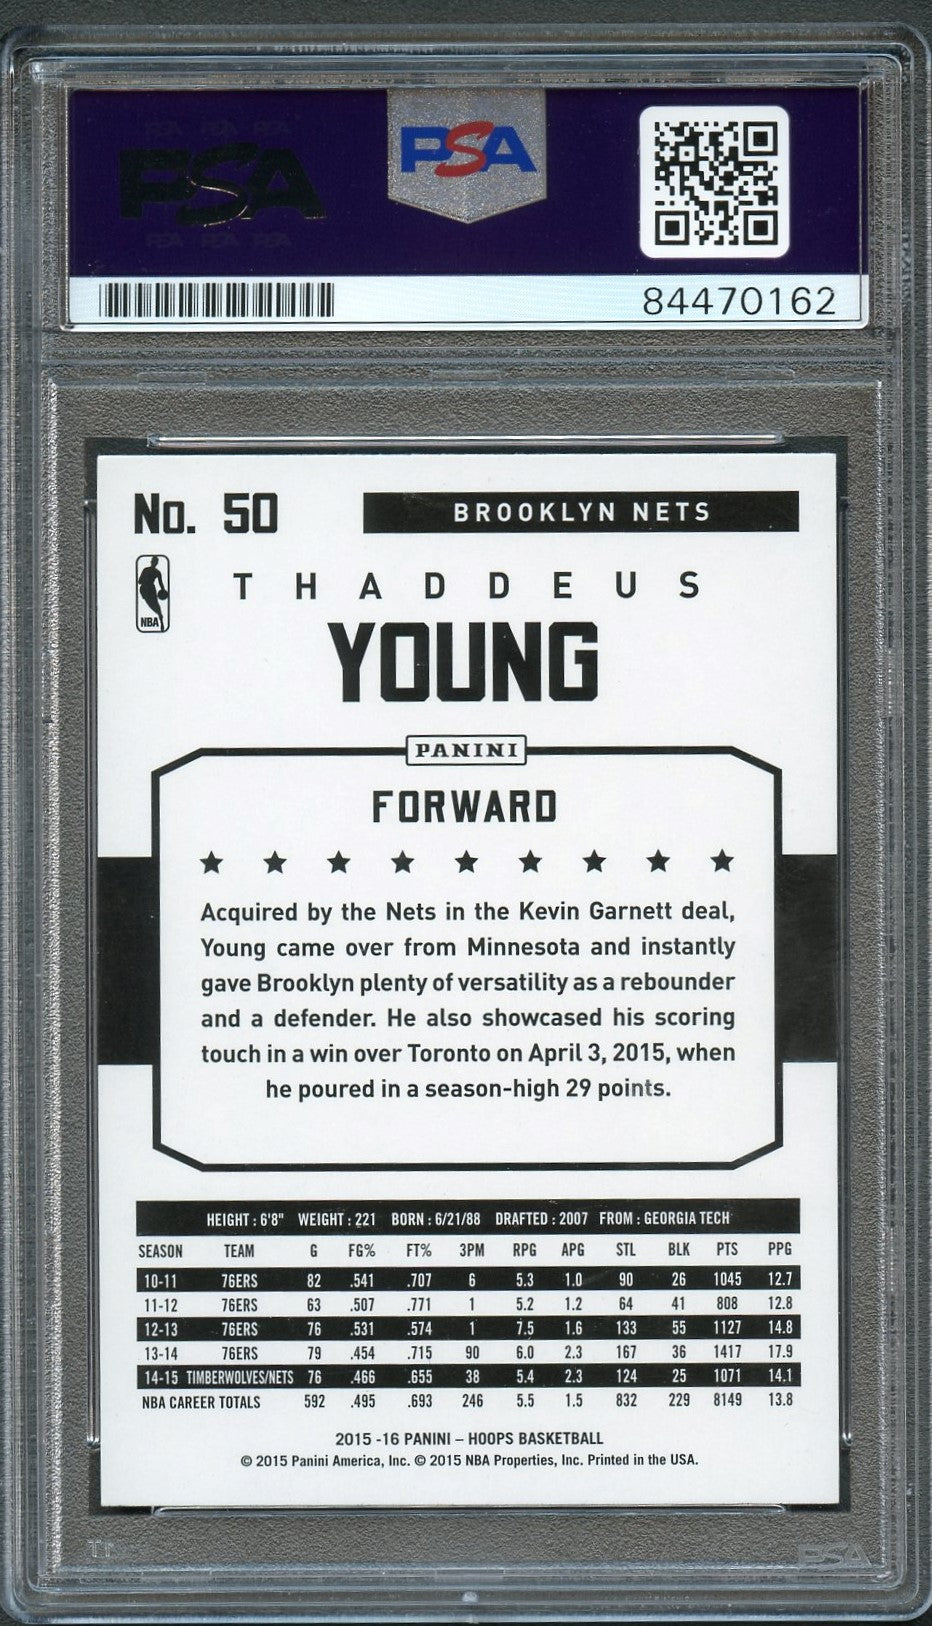 PSA
PSA
84470162
No. 50
BROOKLYN NETS
NBA
THADDEUS
YOUNG
PANINI
FORWARD
Acquired by the Nets in the Kevin Garnett deal,
Young came over from Minnesota and instantly
gave Brooklyn plenty of versatility as a rebounder
and a defender. He also showcased his scoring
touch in a win over Toronto on April 3, 2015, when
he poured in a season-high 29 points.
HEIGHT : 6'8" WEIGHT : 221 BORN : 6/21/88 DRAFTED : 2007 FROM : GEORGIA TECH
SEASON TEAM G FG% FT% 3PM RPG APG STL BLK PTS PPG
10-11 76ERS 82 .541 .707 6 5.3 1.0 90 26 1045 12.7
11-12 76ERS 63 .507 .771 1 5.2 1.2 64 41 808 12.8
12-13 76ERS 76 .531 .574 1 7.5 1.6 133 55 1127 14.8
13-14 76ERS 79 .454 .715 90 6.0 2.3 167 36 1417 17.9
14-15 TIMBERWOLVES/NETS 76 .466 .655 38 5.4 2.3 124 25 1071 14.1
NBA CAREER TOTALS 592 .495 .693 246 5.5 1.5 832 229 8149 13.8
2015 -16 PANINI – HOOPS BASKETBALL
© 2015 Panini America, Inc. © 2015 NBA Properties, Inc. Printed in the USA.
PSA